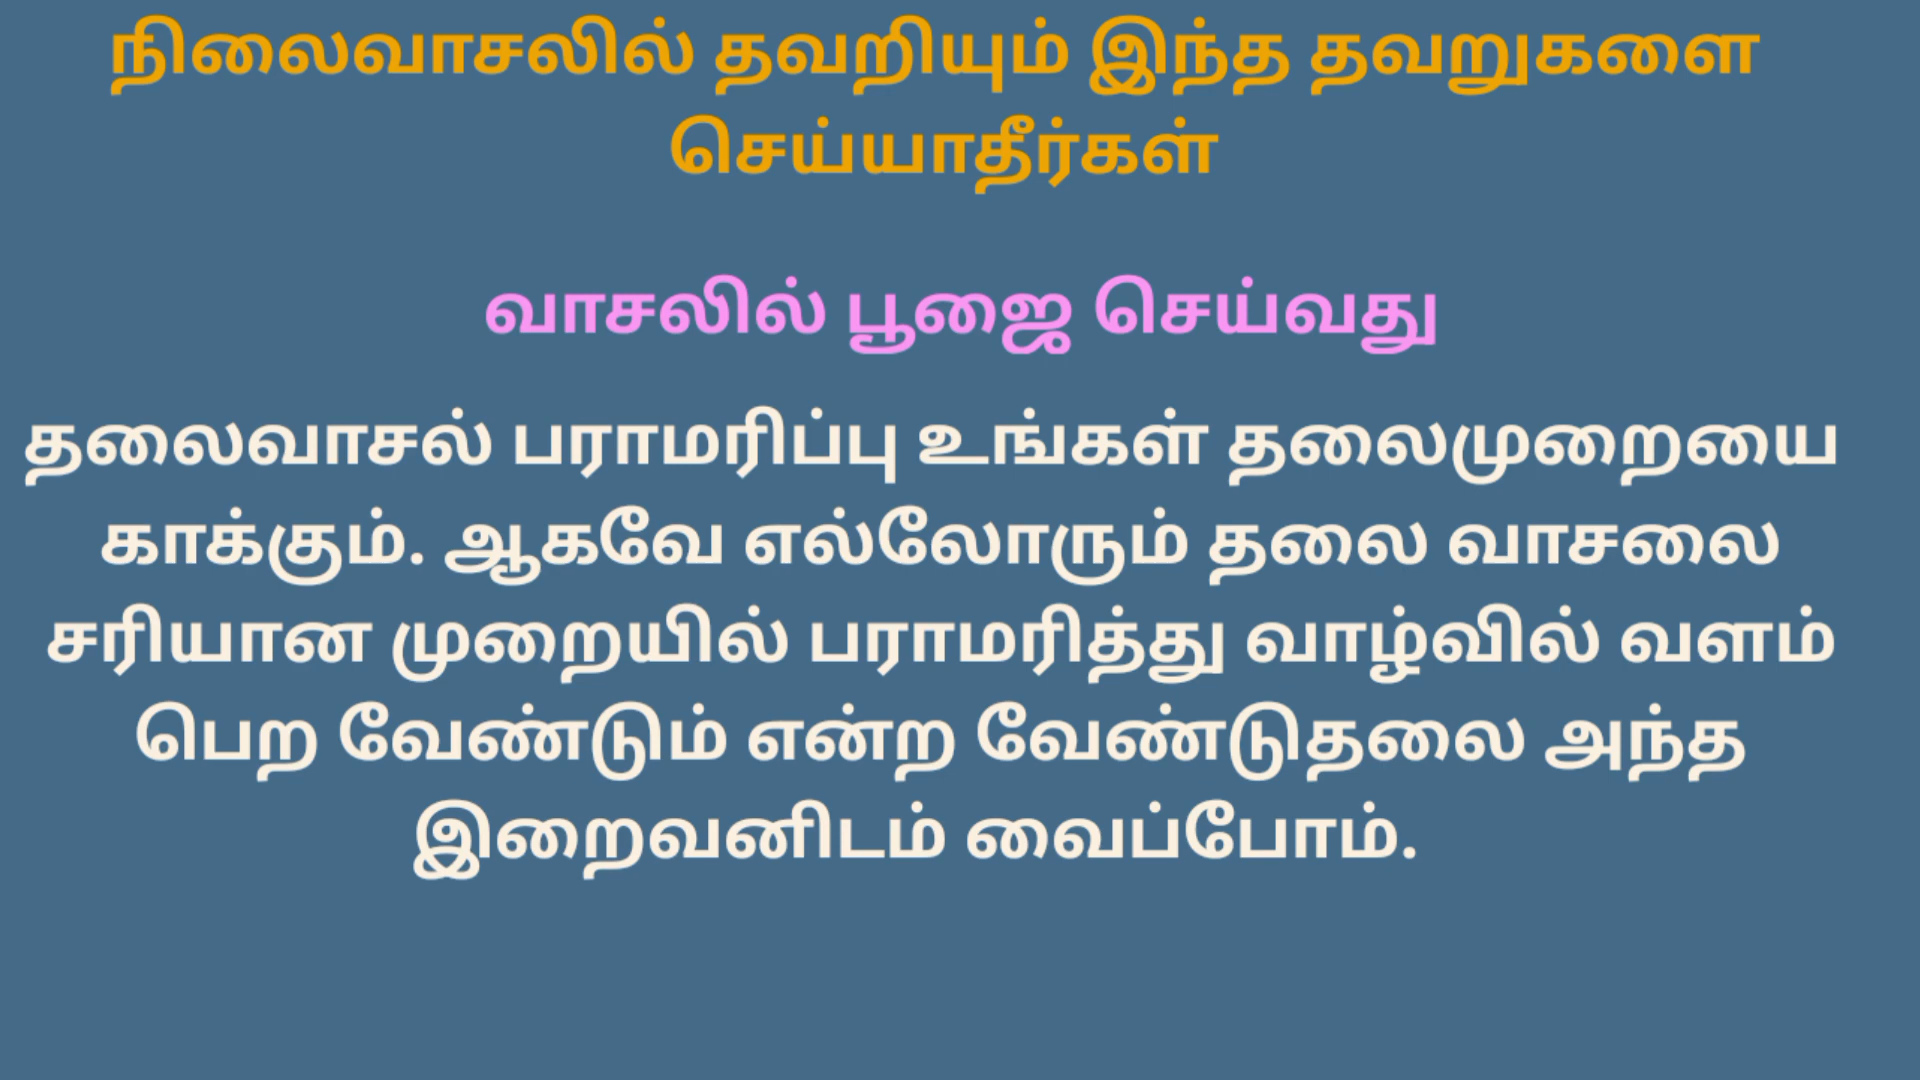 நிலைவாசலில் தவறியும் இந்த தவறுகளை
செய்யாதீர்கள்
வாசலில் பூஜை செய்வது
தலைவாசல் பராமரிப்பு உங்கள் தலைமுறையை
காக்கும். ஆகவே எல்லோரும் தலை வாசலை
சரியான முறையில் பராமரித்து வாழ்வில் வளம்
பெற வேண்டும் என்ற வேண்டுதலை அந்த
இறைவனிடம் வைப்போம்.